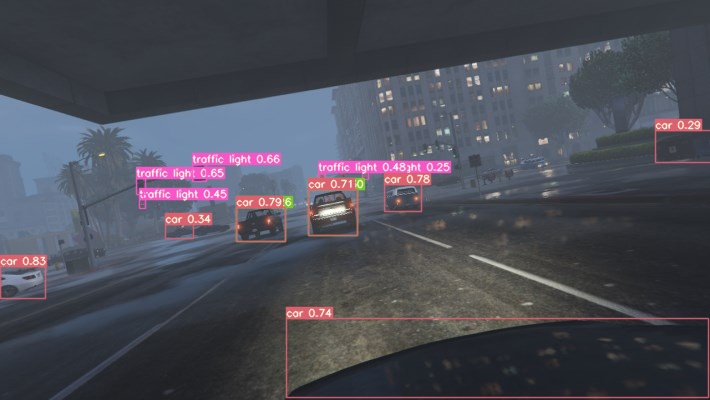 traffic light 0.66
traffic light 0.65
traffic light 0.48
ght 0.25
traffic light 0.45
car 0.29
car 0.78
car 0.71
0
car 0.79
6
car 0.34
car 0.83
car 0.74